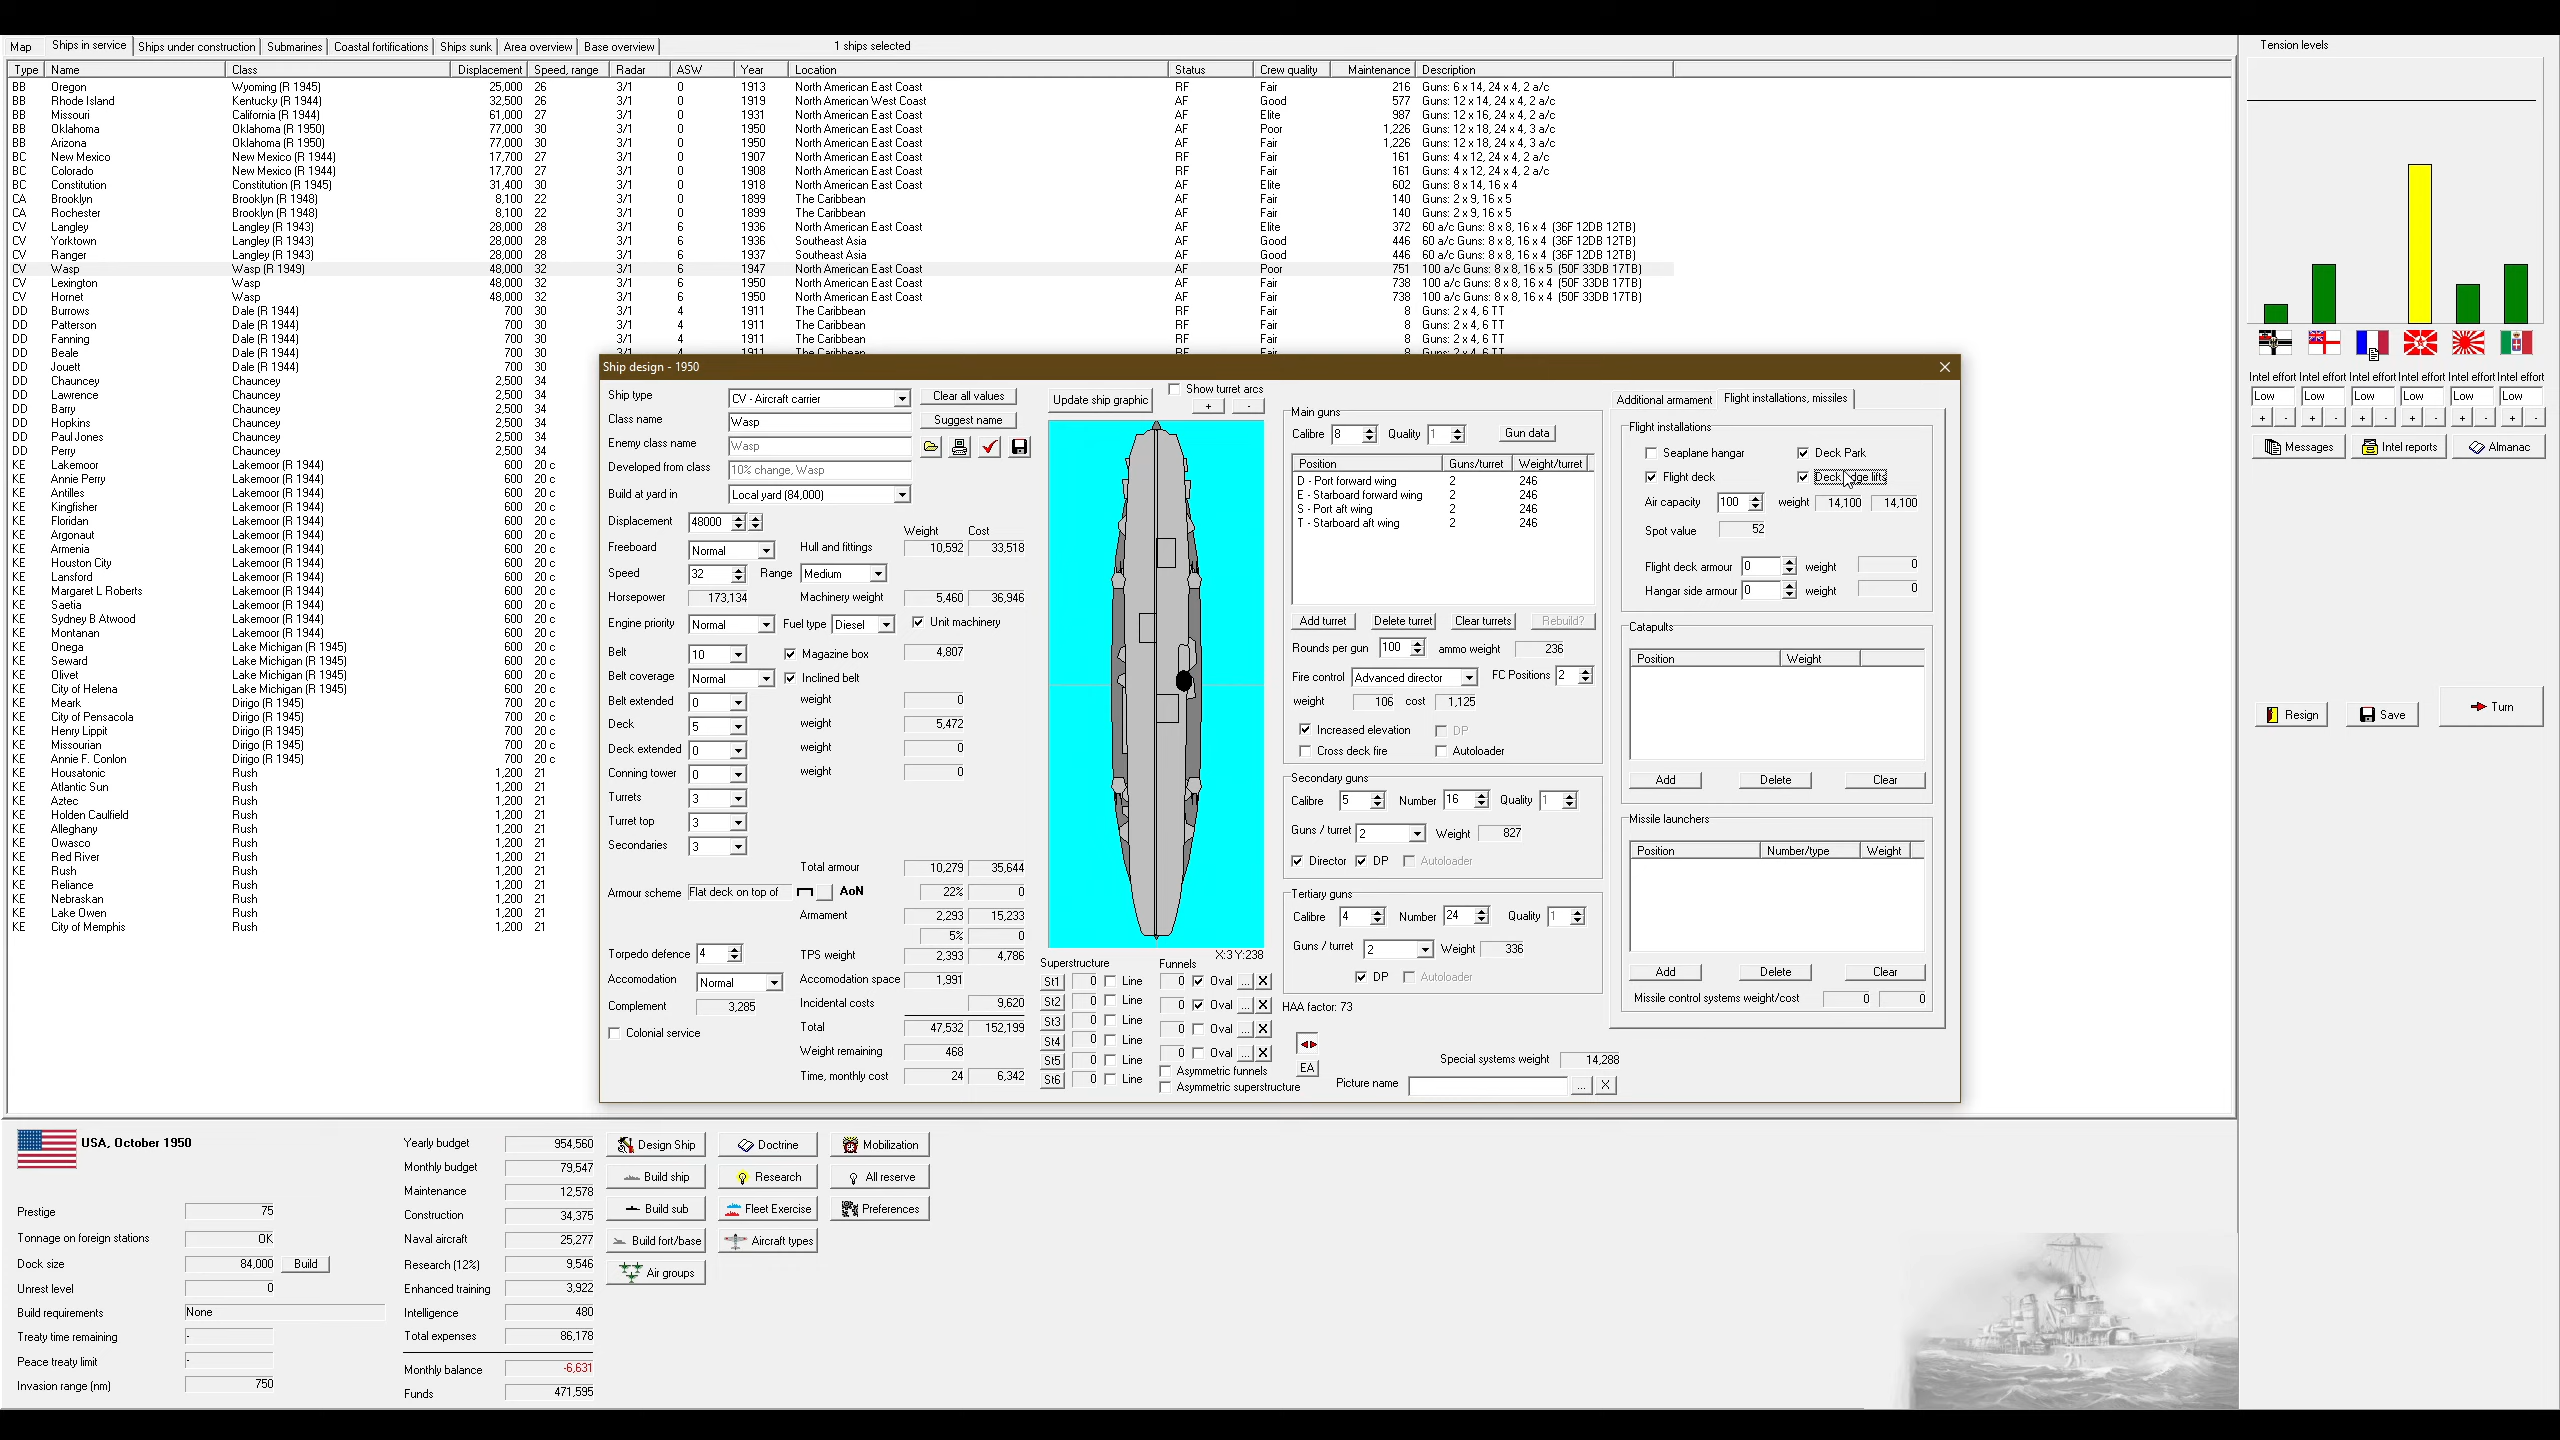 Map Ships in service Ships under construction Submarines Coastal fortifications Ships sunk Area overview Base overview 1 ships selected
Type Name Class Displacement Speed, range Radar ASW Year Location Status Crew quality Maintenance Description
BB Oregon Wyoming (R 1945) 25,000 26 3/1 0 1913 North American East Coast RF Fair 216 Guns: 6 x 14, 24 x 4, 2 a/c
BB Rhode Island Kentucky (R 1944) 32,500 26 3/1 0 1919 North American West Coast AF Good 577 Guns: 12 x 14, 24 x 4, 2 a/c
BB Missouri California (R 1944) 61,000 27 3/1 0 1931 North American East Coast AF Elite 987 Guns: 12 x 16, 24 x 4, 2 a/c
BB Oklahoma Oklahoma (R 1950) 77,000 30 3/1 0 1950 North American East Coast AF Poor 1,226 Guns: 12 x 18, 24 x 4, 3 a/c
BB Arizona Oklahoma (R 1950) 77,000 30 3/1 0 1950 North American East Coast AF Fair 1,226 Guns: 12 x 18, 24 x 4, 3 a/c
BC New Mexico New Mexico (R 1944) 17,700 27 3/1 0 1907 North American East Coast RF Fair 161 Guns: 4 x 12, 24 x 4, 2 a/c
BC Colorado New Mexico (R 1944) 17,700 27 3/1 0 1908 North American East Coast RF Fair 161 Guns: 4 x 12, 24 x 4, 2 a/c
BC Constitution Constitution (R 1945) 31,400 30 3/1 0 1918 North American East Coast AF Elite 602 Guns: 8 x 14, 16 x 4
CA Brooklyn Brooklyn (R 1948) 8,100 22 3/1 0 1899 The Caribbean AF Fair 140 Guns: 2 x 9, 16 x 5
CA Rochester Brooklyn (R 1948) 8,100 22 3/1 0 1899 The Caribbean AF Fair 140 Guns: 2 x 9, 16 x 5
CV Langley Langley (R 1943) 28,000 28 3/1 6 1936 North American East Coast AF Elite 372 60 a/c Guns: 8 x 8, 16 x 4 (36F 12DB 12TB)
CV Yorktown Langley (R 1943) 28,000 28 3/1 6 1936 Southeast Asia AF Good 446 60 a/c Guns: 8 x 8, 16 x 4 (36F 12DB 12TB)
CV Ranger Langley (R 1943) 28,000 28 3/1 6 1937 Southeast Asia AF Good 446 60 a/c Guns: 8 x 8, 16 x 4 (36F 12DB 12TB)
CV Wasp Wasp (R 1949) 48,000 32 3/1 6 1947 North American East Coast AF Poor 751 100 a/c Guns: 8 x 8, 16 x 5 (50F 33DB 17TB)
CV Lexington Wasp 48,000 32 3/1 6 1950 North American East Coast AF Fair 738 100 a/c Guns: 8 x 8, 16 x 4 (50F 33DB 17TB)
CV Hornet Wasp 48,000 32 3/1 6 1950 North American East Coast AF Fair 738 100 a/c Guns: 8 x 8, 16 x 4 (50F 33DB 17TB)
DD Burrows Dale (R 1944) 700 30 3/1 4 1911 The Caribbean RF Fair 8 Guns: 2 x 4, 6 TT
DD Patterson Dale (R 1944) 700 30 3/1 4 1911 The Caribbean RF Fair 8 Guns: 2 x 4, 6 TT
DD Fanning Dale (R 1944) 700 30 3/1 4 1911 The Caribbean AF Fair 8 Guns: 2 x 4, 6 TT
DD Beale Dale (R 1944) 700 30 3/1 4 1911 The Caribbean RF Fair 8 Guns: 2 x 4, 6 TT
DD Jouett Dale (R 1944) 700 30
DD Chauncey Chauncey 2,500 34
DD Lawrence Chauncey 2,500 34
DD Barry Chauncey 2,500 34
DD Hopkins Chauncey 2,500 34
DD Paul Jones Chauncey 2,500 34
DD Perry Chauncey 2,500 34
KE Lakemoor Lakemoor (R 1944) 600 20 c
KE Annie Perry Lakemoor (R 1944) 600 20 c
KE Antilles Lakemoor (R 1944) 600 20 c
KE Kingfisher Lakemoor (R 1944) 600 20 c
KE Floridan Lakemoor (R 1944) 600 20 c
KE Argonaut Lakemoor (R 1944) 600 20 c
KE Armenia Lakemoor (R 1944) 600 20 c
KE Houston City Lakemoor (R 1944) 600 20 c
KE Lansford Lakemoor (R 1944) 600 20 c
KE Margaret L Roberts Lakemoor (R 1944) 600 20 c
KE Saetia Lakemoor (R 1944) 600 20 c
KE Sydney B Atwood Lakemoor (R 1944) 600 20 c
KE Montanan Lakemoor (R 1944) 600 20 c
KE Onega Lake Michigan (R 1945) 600 20 c
KE Seward Lake Michigan (R 1945) 600 20 c
KE Olivet Lake Michigan (R 1945) 600 20 c
KE City of Helena Lake Michigan (R 1945) 600 20 c
KE Meark Dirigo (R 1945) 700 20 c
KE City of Pensacola Dirigo (R 1945) 700 20 c
KE Henry Lippit Dirigo (R 1945) 700 20 c
KE Missourian Dirigo (R 1945) 700 20 c
KE Annie F. Conlon Dirigo (R 1945) 700 20 c
KE Housatonic Rush 1,200 21
KE Atlantic Sun Rush 1,200 21
KE Aztec Rush 1,200 21
KE Holden Caulfield Rush 1,200 21
KE Alleghany Rush 1,200 21
KE Owasco Rush 1,200 21
KE Red River Rush 1,200 21
KE Rush Rush 1,200 21
KE Reliance Rush 1,200 21
KE Nebraskan Rush 1,200 21
KE Lake Owen Rush 1,200 21
KE City of Memphis Rush 1,200 21
Ship design - 1950
Ship type CV - Aircraft carrier Clear all values
Class name Wasp Suggest name
Enemy class name Wasp
Developed from class 10% change, Wasp
Build at yard in Local yard (84,000)
Displacement 48000 Weight Cost
Freeboard Normal Hull and fittings 10,592 33,518
Speed 32 Range Medium
Horsepower 173,134 Machinery weight 5,460 36,946
Engine priority Normal Fuel type Diesel Unit machinery
Belt 10 Magazine box 4,807
Belt coverage Normal Inclined belt
Belt extended 0 weight 0
Deck 5 weight 5,472
Deck extended 0 weight 0
Conning tower 0 weight 0
Turrets 3
Turret top 3
Secondaries 3
Total armour 10,279 35,644
Armour scheme Flat deck on top of AoN 22% 0
Armament 2,293 15,233
5% 0
Torpedo defence 4 TPS weight 2,393 4,786
Accomodation Normal Accomodation space 1,991
Complement 3,285 Incidental costs 9,620
Colonial service Total 47,532 152,199
Weight remaining 468
Time, monthly cost 24 6,342
Update ship graphic Show turret arcs
+ -
X:3 Y:238
Superstructure Funnels
St1 0 Line 0 Oval ... X
St2 0 Line 0 Oval ... X
St3 0 Line 0 Oval ... X
St4 0 Line 0 Oval ... X
St5 0 Line Asymmetric funnels
St6 0 Line Asymmetric superstructure
Main guns
Calibre 8 Quality 1 Gun data
Position Guns/turret Weight/turret
D - Port forward wing 2 246
E - Starboard forward wing 2 246
S - Port aft wing 2 246
T - Starboard aft wing 2 246
Add turret Delete turret Clear turrets Rebuild?
Rounds per gun 100 ammo weight 236
Fire control Advanced director FC Positions 2
weight 106 cost 1,125
Increased elevation DP
Cross deck fire Autoloader
Secondary guns
Calibre 5 Number 16 Quality 1
Guns / turret 2 Weight 827
Director DP Autoloader
Tertiary guns
Calibre 4 Number 24 Quality 1
Guns / turret 2 Weight 336
DP Autoloader
HAA factor: 73
EA
Special systems weight 14,288
Picture name ... X
Additional armament Flight installations, missiles
Flight installations
Seaplane hangar Deck Park
Flight deck Deck edge lifts
Air capacity 100 weight 14,100 14,100
Spot value 52
Flight deck armour 0 weight 0
Hangar side armour 0 weight 0
Catapults
Position Weight
Add Delete Clear
Missile launchers
Position Number/type Weight
Add Delete Clear
Missile control systems weight/cost 0 0
Tension levels
Intel effort Intel effort Intel effort Intel effort Intel effort Intel effort
Low Low Low Low Low Low
+ - + - + - + - + - + -
Messages Intel reports Almanac
Resign Save Turn
USA, October 1950
Prestige 75
Tonnage on foreign stations OK
Dock size 84,000 Build
Unrest level 0
Build requirements None
Treaty time remaining -
Peace treaty limit -
Invasion range (nm) 750
Yearly budget 954,560
Monthly budget 79,547
Maintenance 12,578
Construction 34,375
Naval aircraft 25,277
Research (12%) 9,546
Enhanced training 3,922
Intelligence 480
Total expenses 86,178
Monthly balance -6,631
Funds 471,595
Design Ship Doctrine Mobilization
Build ship Research All reserve
Build sub Fleet Exercise Preferences
Build fort/base Aircraft types
Air groups